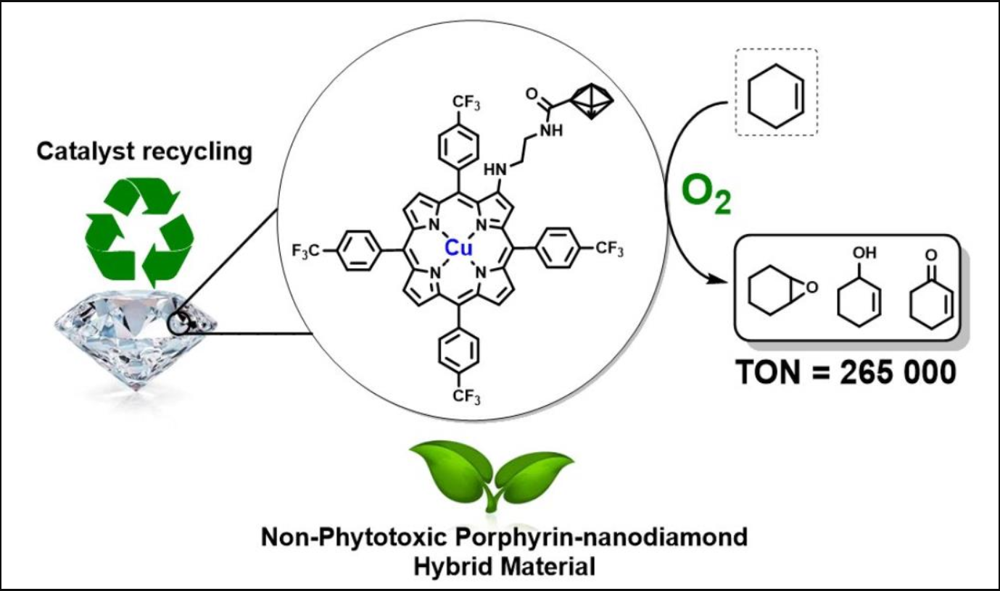 Catalyst recycling
CF3
O
NH
HN
N
N
F3C
Cu
CF3
N
N
CF3
O2
O
OH
O
TON = 265 000
Non-Phytotoxic Porphyrin-nanodiamond
Hybrid Material